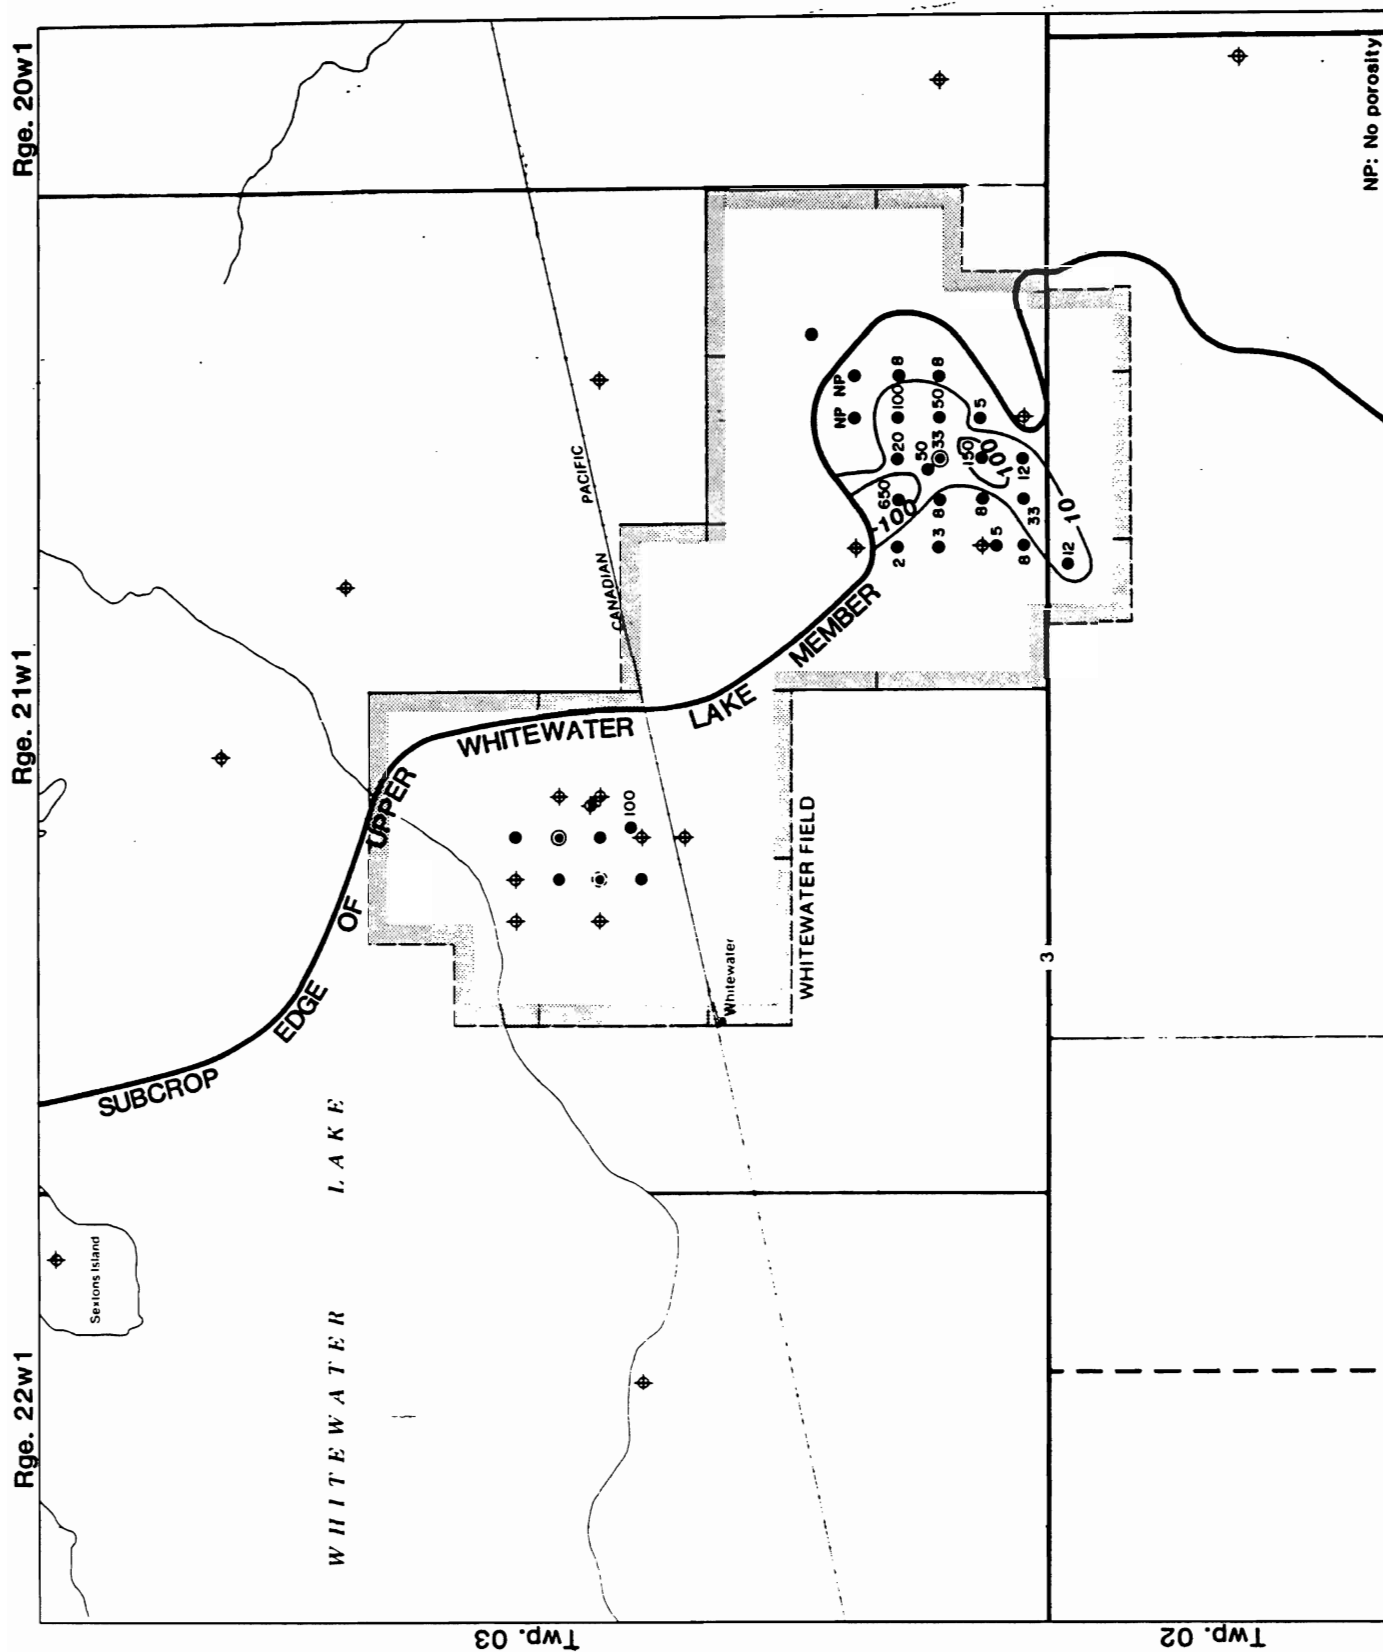 Rge. 22w1
Rge. 21w1
Rge. 20w1
Sextons Island
WHITEWATER LAKE
SUBCROP EDGE OF UPPER WHITEWATER LAKE MEMBER
CANADIAN PACIFIC
100
Whitewater
WHITEWATER FIELD
NP NP
650 20 100 8
2
100
50
3 8 33 50 8
8 150 5
100
5
8 33 12
10
12
3
Twp. 03
Twp. 02
NP: No porosity